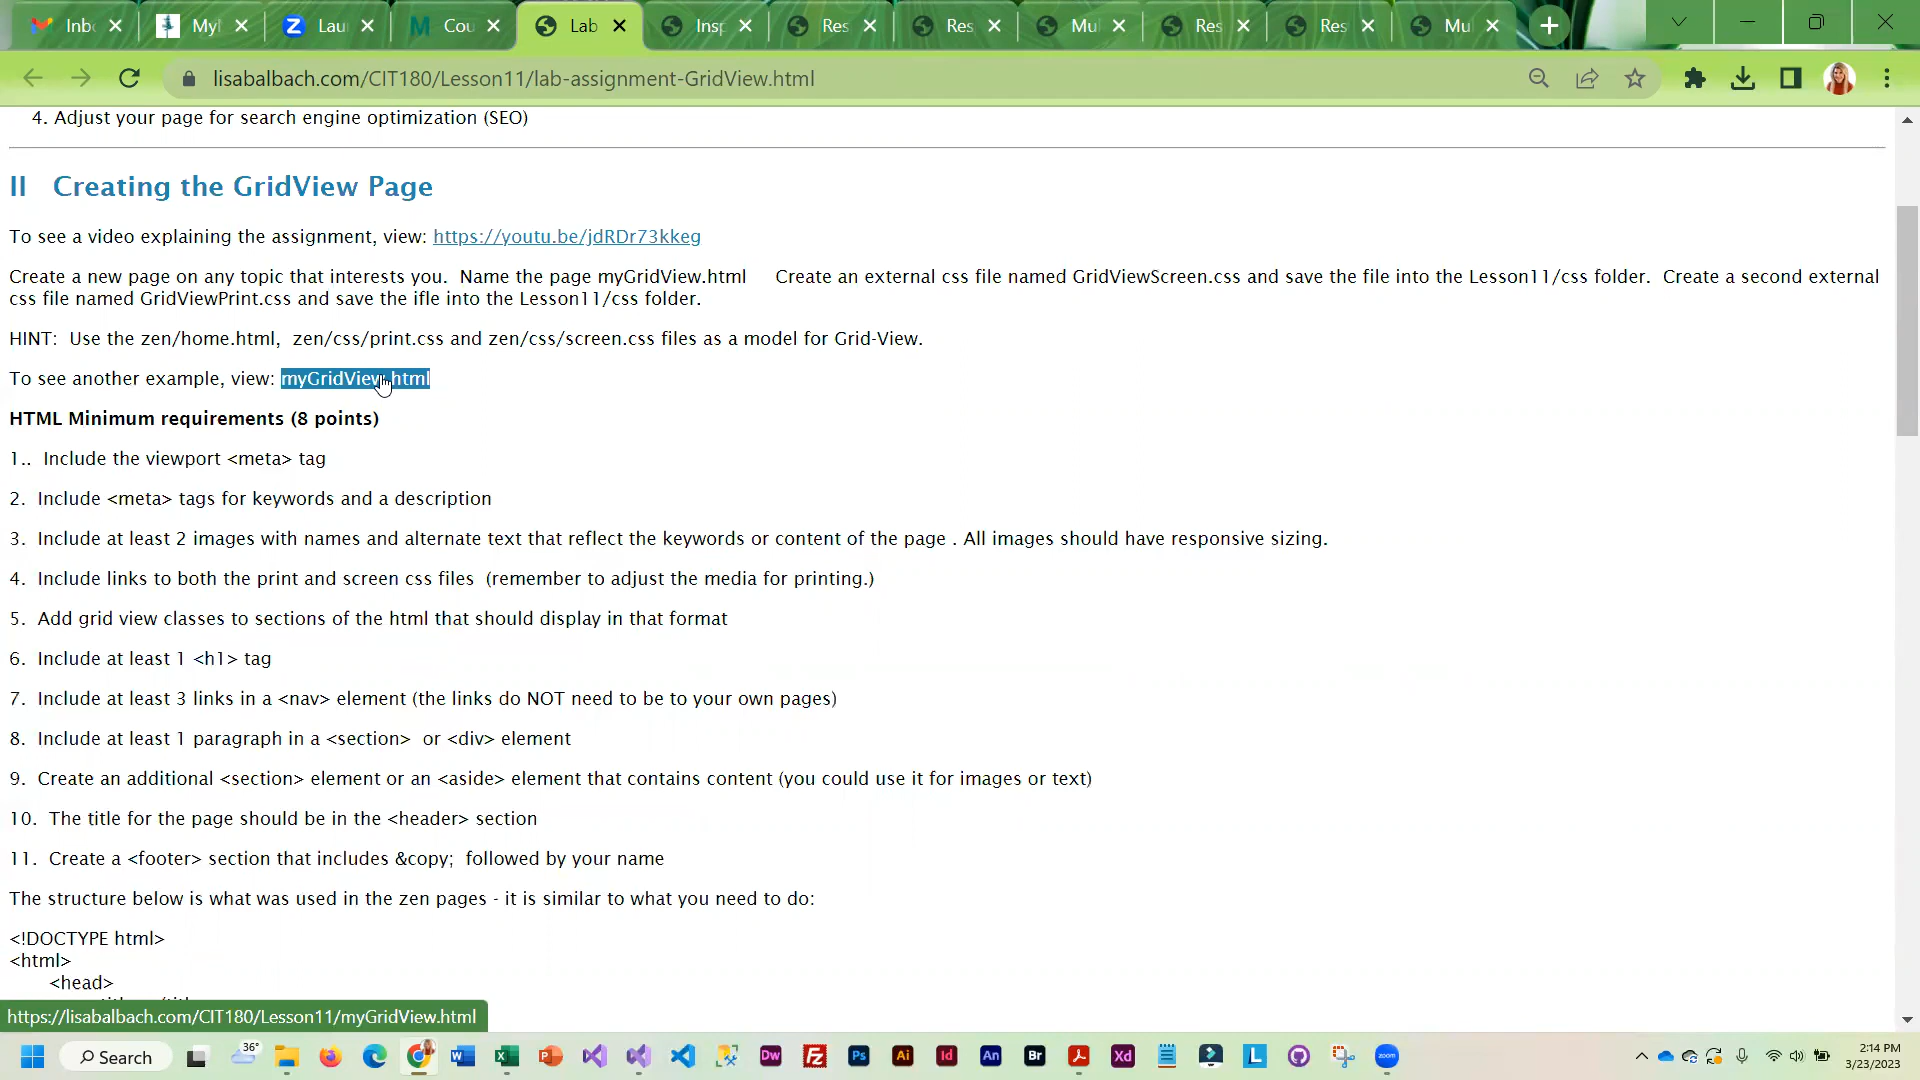 Inb
Myl
Lau
Cou
Lab
Insp
Res
Res
Mul
Res
Res
Mul
lisabalbach.com/CIT180/Lesson11/lab-assignment-GridView.html
4. Adjust your page for search engine optimization (SEO)
II Creating the GridView Page
To see a video explaining the assignment, view: https://youtu.be/jdRDr73kkeg
Create a new page on any topic that interests you. Name the page myGridView.html Create an external css file named GridViewScreen.css and save the file into the Lesson11/css folder. Create a second external
css file named GridViewPrint.css and save the ifle into the Lesson11/css folder.
HINT: Use the zen/home.html, zen/css/print.css and zen/css/screen.css files as a model for Grid-View.
To see another example, view: myGridView.html
HTML Minimum requirements (8 points)
1.. Include the viewport <meta> tag
2. Include <meta> tags for keywords and a description
3. Include at least 2 images with names and alternate text that reflect the keywords or content of the page . All images should have responsive sizing.
4. Include links to both the print and screen css files (remember to adjust the media for printing.)
5. Add grid view classes to sections of the html that should display in that format
6. Include at least 1 <h1> tag
7. Include at least 3 links in a <nav> element (the links do NOT need to be to your own pages)
8. Include at least 1 paragraph in a <section> or <div> element
9. Create an additional <section> element or an <aside> element that contains content (you could use it for images or text)
10. The title for the page should be in the <header> section
11. Create a <footer> section that includes &copy; followed by your name
The structure below is what was used in the zen pages - it is similar to what you need to do:
<!DOCTYPE html>
<html>
<head>
https://lisabalbach.com/CIT180/Lesson11/myGridView.html
Search
36°
Dw
Ps
Ai
Id
An
Br
Xd
L
zoom
2:14 PM
3/23/2023